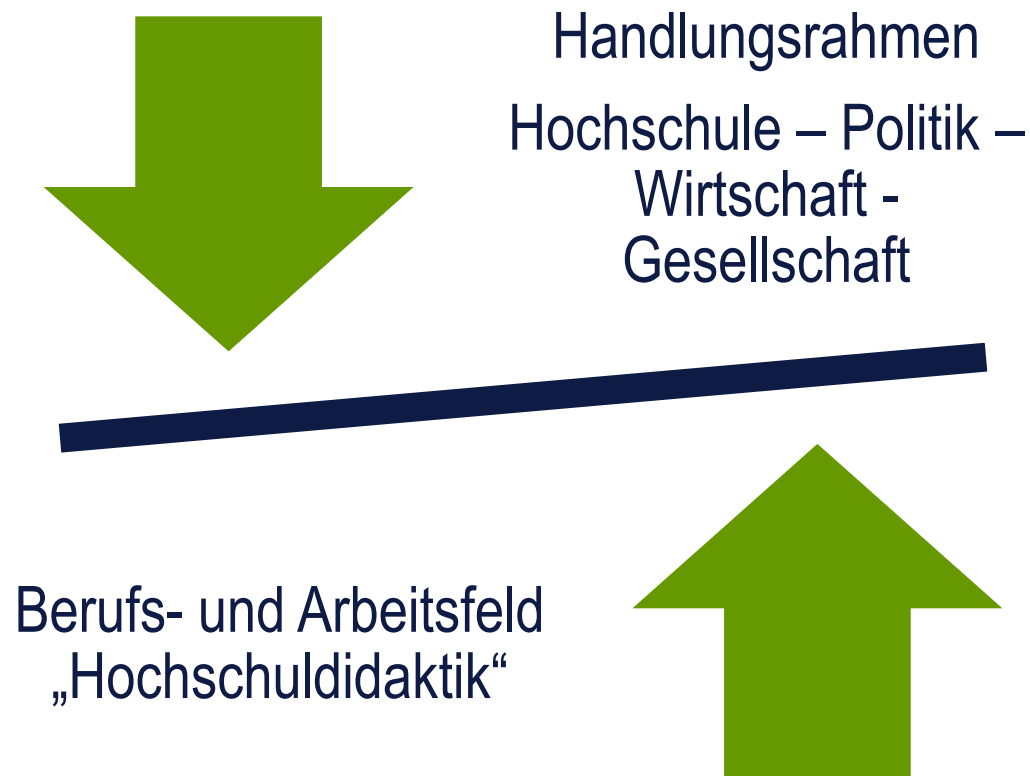 Handlungsrahmen
Hochschule – Politik –
Wirtschaft -
Gesellschaft
Berufs- und Arbeitsfeld
„Hochschuldidaktik“